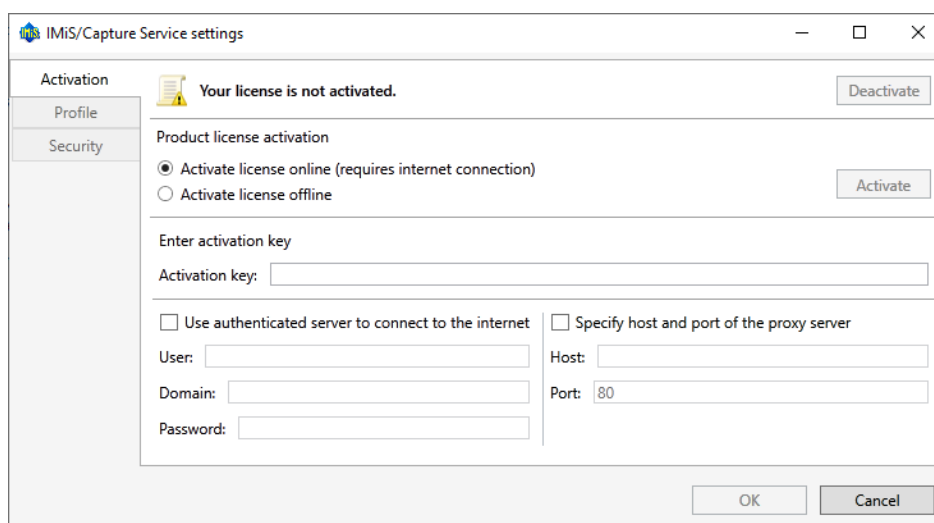 IMiS/Capture Service settings
Activation
Profile
Security
Your license is not activated.
Deactivate
Product license activation
Activate license online (requires internet connection)
Activate license offline
Activate
Enter activation key
Activation key:
Use authenticated server to connect to the internet
User:
Domain:
Password:
Specify host and port of the proxy server
Host:
Port: 80
OK
Cancel